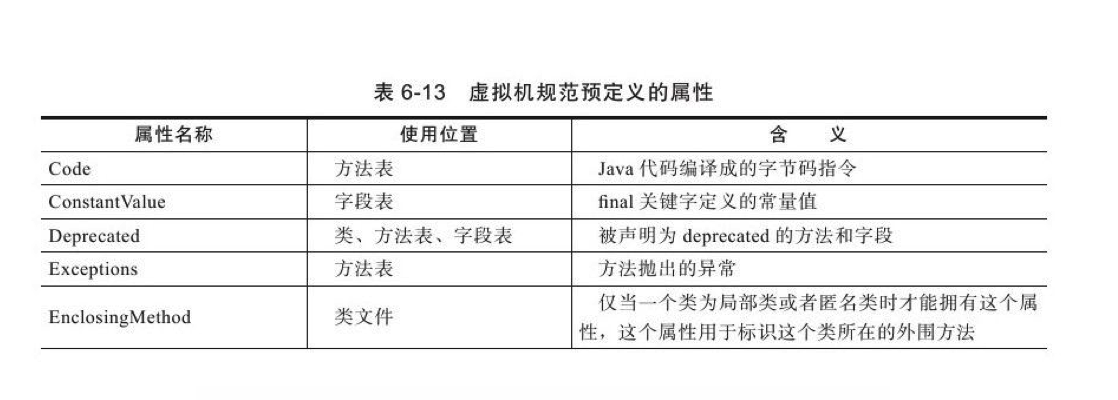 表 6-13 虚拟机规范预定义的属性
属性名称 使用位置 含 义
Code 方法表 Java 代码编译成的字节码指令
ConstantValue 字段表 final 关键字定义的常量值
Deprecated 类、方法表、字段表 被声明为 deprecated 的方法和字段
Exceptions 方法表 方法抛出的异常
EnclosingMethod 类文件 仅当一个类为局部类或者匿名类时才能拥有这个属
性，这个属性用于标识这个类所在的外围方法